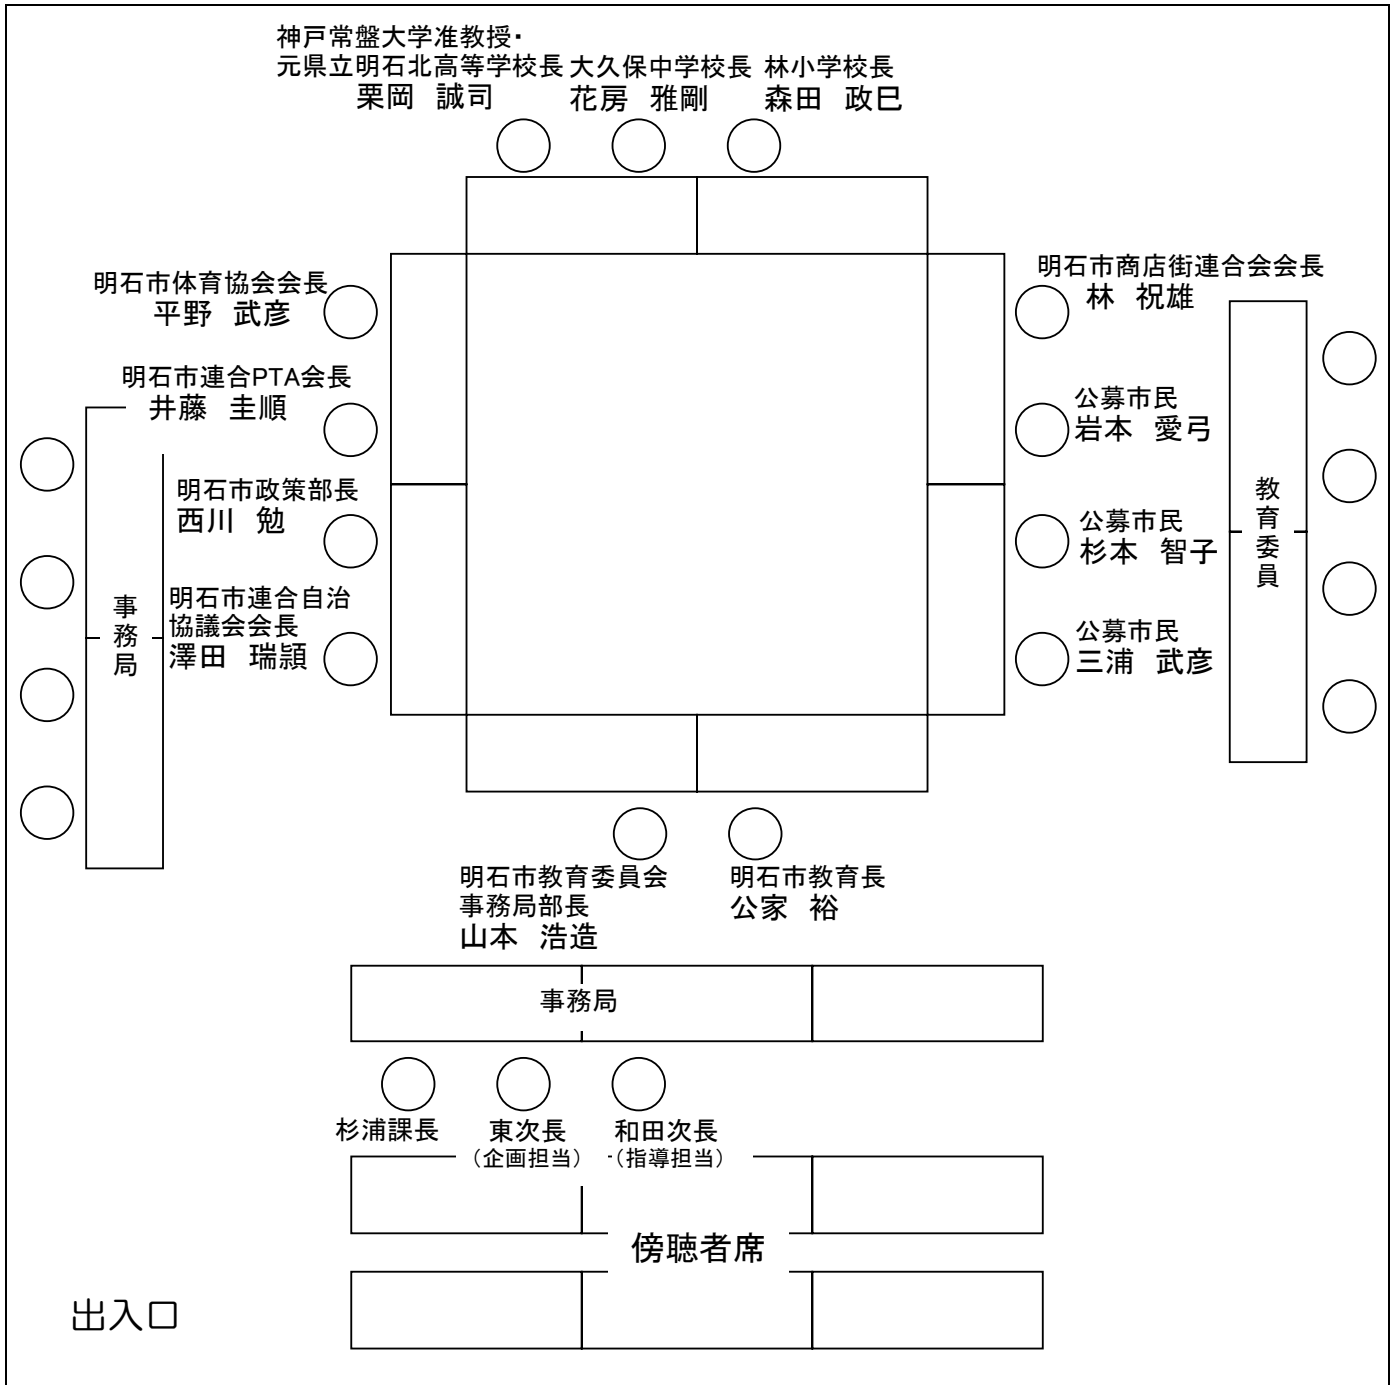 神戸常盤大学准教授・
元県立明石北高等学校長
栗岡　誠司
大久保中学校長
花房　雅剛
林小学校長
森田　政巳
明石市体育協会会長
平野　武彦
明石市商店街連合会会長
林　祝雄
明石市連合PTA会長
井藤　圭順
公募市民
岩本　愛弓
明石市政策部長
西川　勉
公募市民
杉本　智子
教育委員
事務局
明石市連合自治
協議会会長
澤田　瑞頴
公募市民
三浦　武彦
明石市教育委員会
事務局部長
山本　浩造
明石市教育長
公家　裕
事務局
杉浦課長
東次長
（企画担当）
和田次長
（指導担当）
傍聴者席
出入口